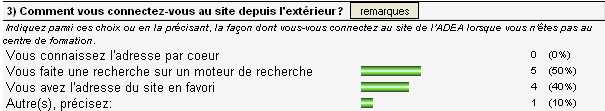 3) Comment vous connectez-vous au site depuis l'extérieur ? remarques
Indiquez parmi ces choix ou en la précisant, la façon dont vous-vous connectez au site de l'ADEA lorsque vous n'êtes pas au
centre de formation.
Vous connaissez l'adresse par coeur 0 (0%)
Vous faite une recherche sur un moteur de recherche 5 (50%)
Vous avez l'adresse du site en favori 4 (40%)
Autre(s), précisez: 1 (10%)